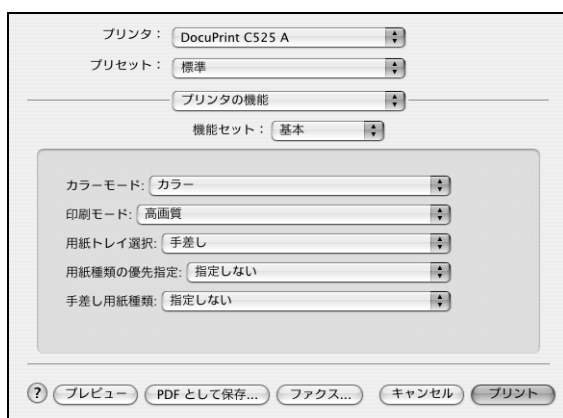 プリンタ： DocuPrint C525 A
プリセット： 標準
プリンタの機能
機能セット： 基本
カラーモード: カラー
印刷モード: 高画質
用紙トレイ選択: 手差し
用紙種類の優先指定: 指定しない
手差し用紙種類: 指定しない
? プレビュー PDF として保存... ファクス... キャンセル プリント